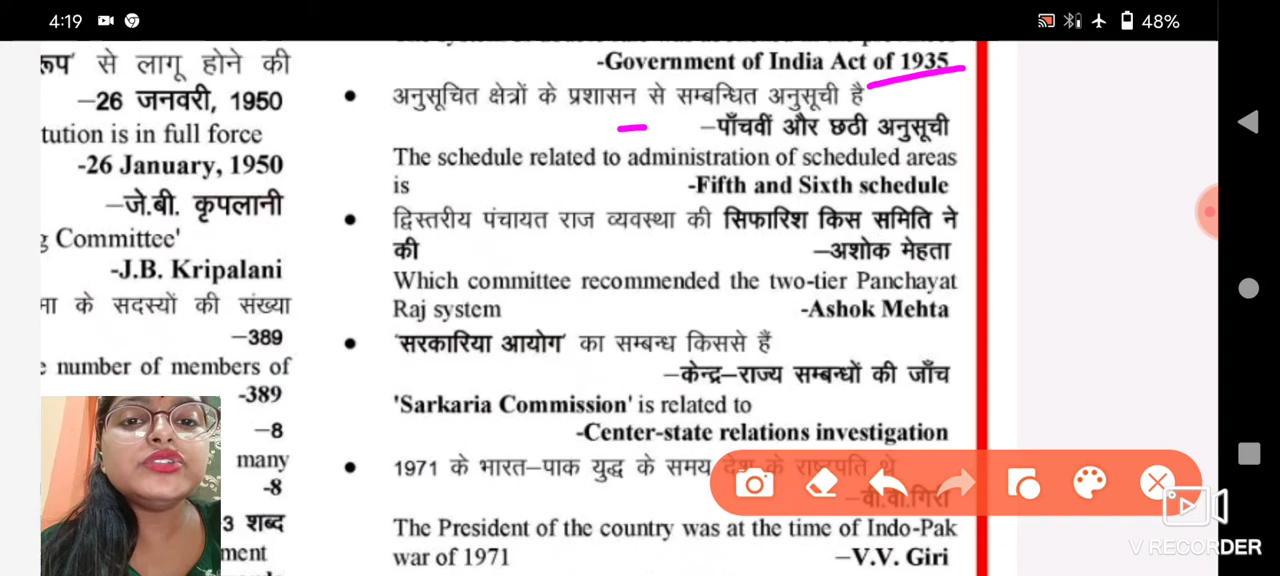 4:19
48%
रूप' से लागू होने की
–26 जनवरी, 1950
tution is in full force
-26 January, 1950
–जे.बी. कृपलानी
g Committee'
-J.B. Kripalani
के सदस्यों की संख्या
–389
number of members of
-389
–8
many
-8
3 शब्द
-Government of India Act of 1935
• अनुसूचित क्षेत्रों के प्रशासन से सम्बन्धित अनुसूची है
–पाँचवीं और छठी अनुसूची
The schedule related to administration of scheduled areas
is -Fifth and Sixth schedule
• द्विस्तरीय पंचायत राज व्यवस्था की सिफारिश किस समिति ने
की –अशोक मेहता
Which committee recommended the two-tier Panchayat
Raj system -Ashok Mehta
• 'सरकारिया आयोग' का सम्बन्ध किससे हैं
–केन्द्र–राज्य सम्बन्धों की जाँच
'Sarkaria Commission' is related to
-Center-state relations investigation
• 1971 के भारत–पाक युद्ध के समय देश के राष्ट्रपति थे
–वी.वी.गिरी
The President of the country was at the time of Indo-Pak
war of 1971 –V.V. Giri
V RECORDER